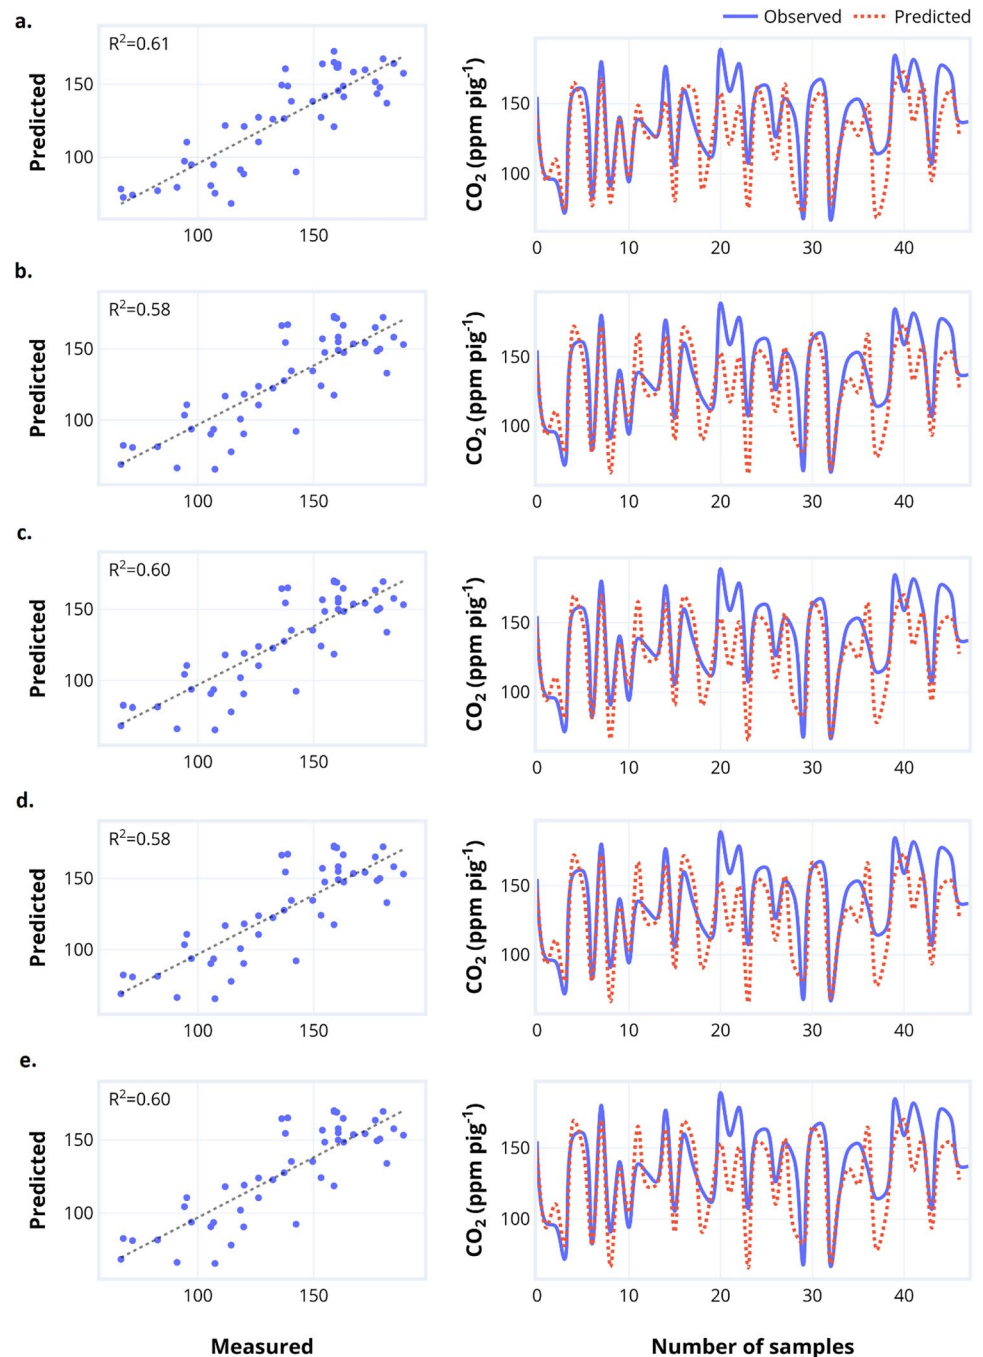 a.
Observed Predicted
R²=0.61
Predicted
150
100
100 150
CO₂ (ppm pig⁻¹)
150
100
0 10 20 30 40
b.
R²=0.58
Predicted
150
100
100 150
CO₂ (ppm pig⁻¹)
150
100
0 10 20 30 40
c.
R²=0.60
Predicted
150
100
100 150
CO₂ (ppm pig⁻¹)
150
100
0 10 20 30 40
d.
R²=0.58
Predicted
150
100
100 150
CO₂ (ppm pig⁻¹)
150
100
0 10 20 30 40
e.
R²=0.60
Predicted
150
100
100 150
CO₂ (ppm pig⁻¹)
150
100
0 10 20 30 40
Measured
Number of samples